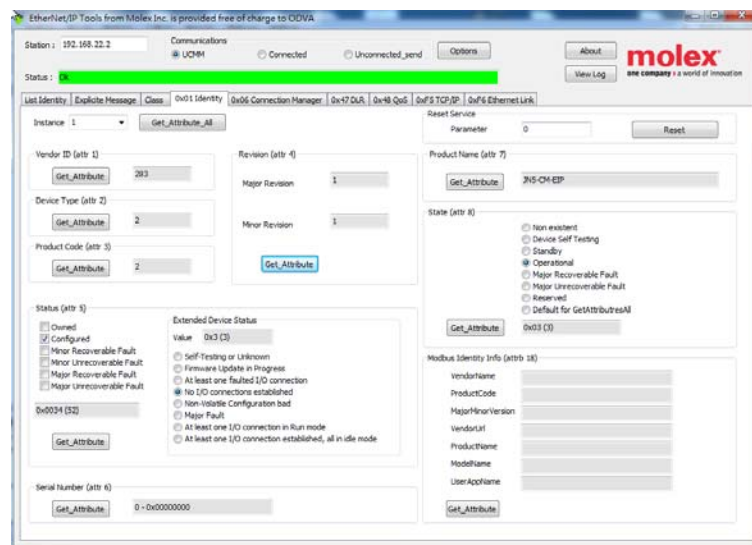 EtherNet/IP Tools from Molex Inc. is provided free of charge to ODVA
Station : 192.168.22.2
Communications
UCMM Connected Unconnected_send
Options
About
View Log
molex
one company › a world of innovation
Status : Ok
List Identity Explicite Message Class 0x01 Identity 0x06 Connection Manager 0x47 DLR 0x48 QoS 0xF5 TCP/IP 0xF6 Ethernet Link
Instance 1 Get_Attribute_All
Reset Service
Parameter 0 Reset
Vendor ID (attr 1)
Get_Attribute 283
Device Type (attr 2)
Get_Attribute 2
Product Code (attr 3)
Get_Attribute 2
Revision (attr 4)
Major Revision 1
Minor Revision 1
Get_Attribute
Product Name (attr 7)
Get_Attribute JNS-CM-EIP
State (attr 8)
Non existent
Device Self Testing
Standby
Operational
Major Recoverable Fault
Major Unrecoverable Fault
Reserved
Default for GetAttributresAll
Get_Attribute 0x03 (3)
Status (attr 5)
Owned
Configured
Minor Recoverable Fault
Minor Unrecoverable Fault
Major Recoverable Fault
Major Unrecoverable Fault
0x0034 (52)
Get_Attribute
Extended Device Status
Value 0x3 (3)
Self-Testing or Unknown
Firmware Update in Progress
At least one faulted I/O connection
No I/O connections established
Non-Volatile Configuration bad
Major Fault
At least one I/O connection in Run mode
At least one I/O connection established, all in idle mode
Modbus Identity Info (attrb 18)
VendorName
ProductCode
MajorMinorVersion
VendorUrl
ProductName
ModelName
UserAppName
Get_Attribute
Serial Number (attr 6)
Get_Attribute 0 - 0x00000000